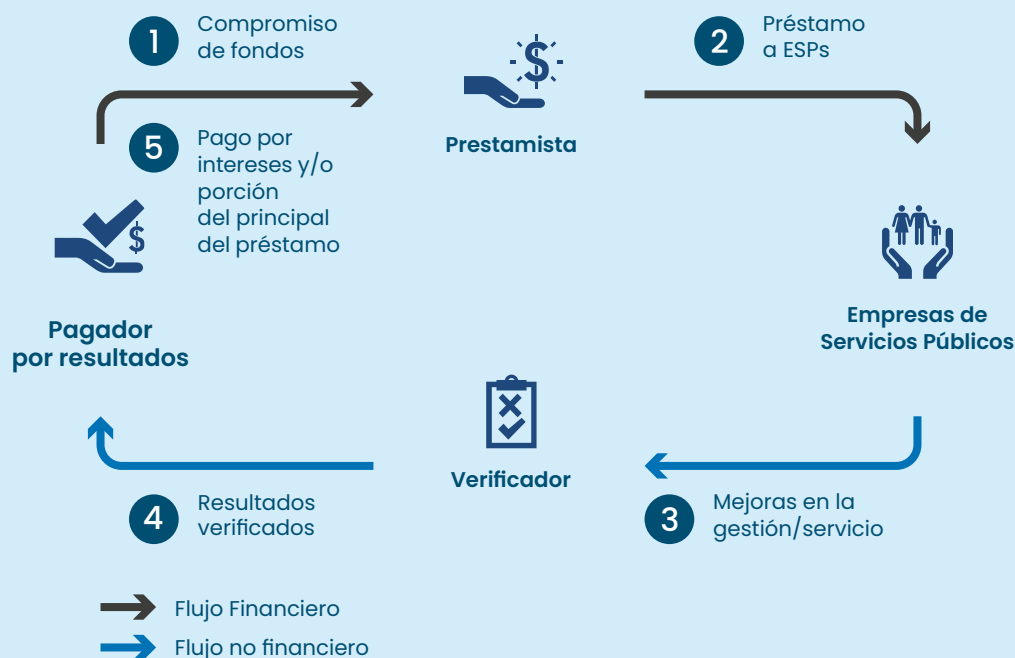 1
Compromiso
de fondos
2
Préstamo
a ESPs
$
Prestamista
5
Pago por
intereses y/o
porción
del principal
del préstamo
$
Pagador
por resultados
Empresas de
Servicios Públicos
Verificador
4
Resultados
verificados
3
Mejoras en la
gestión/servicio
Flujo Financiero
Flujo no financiero